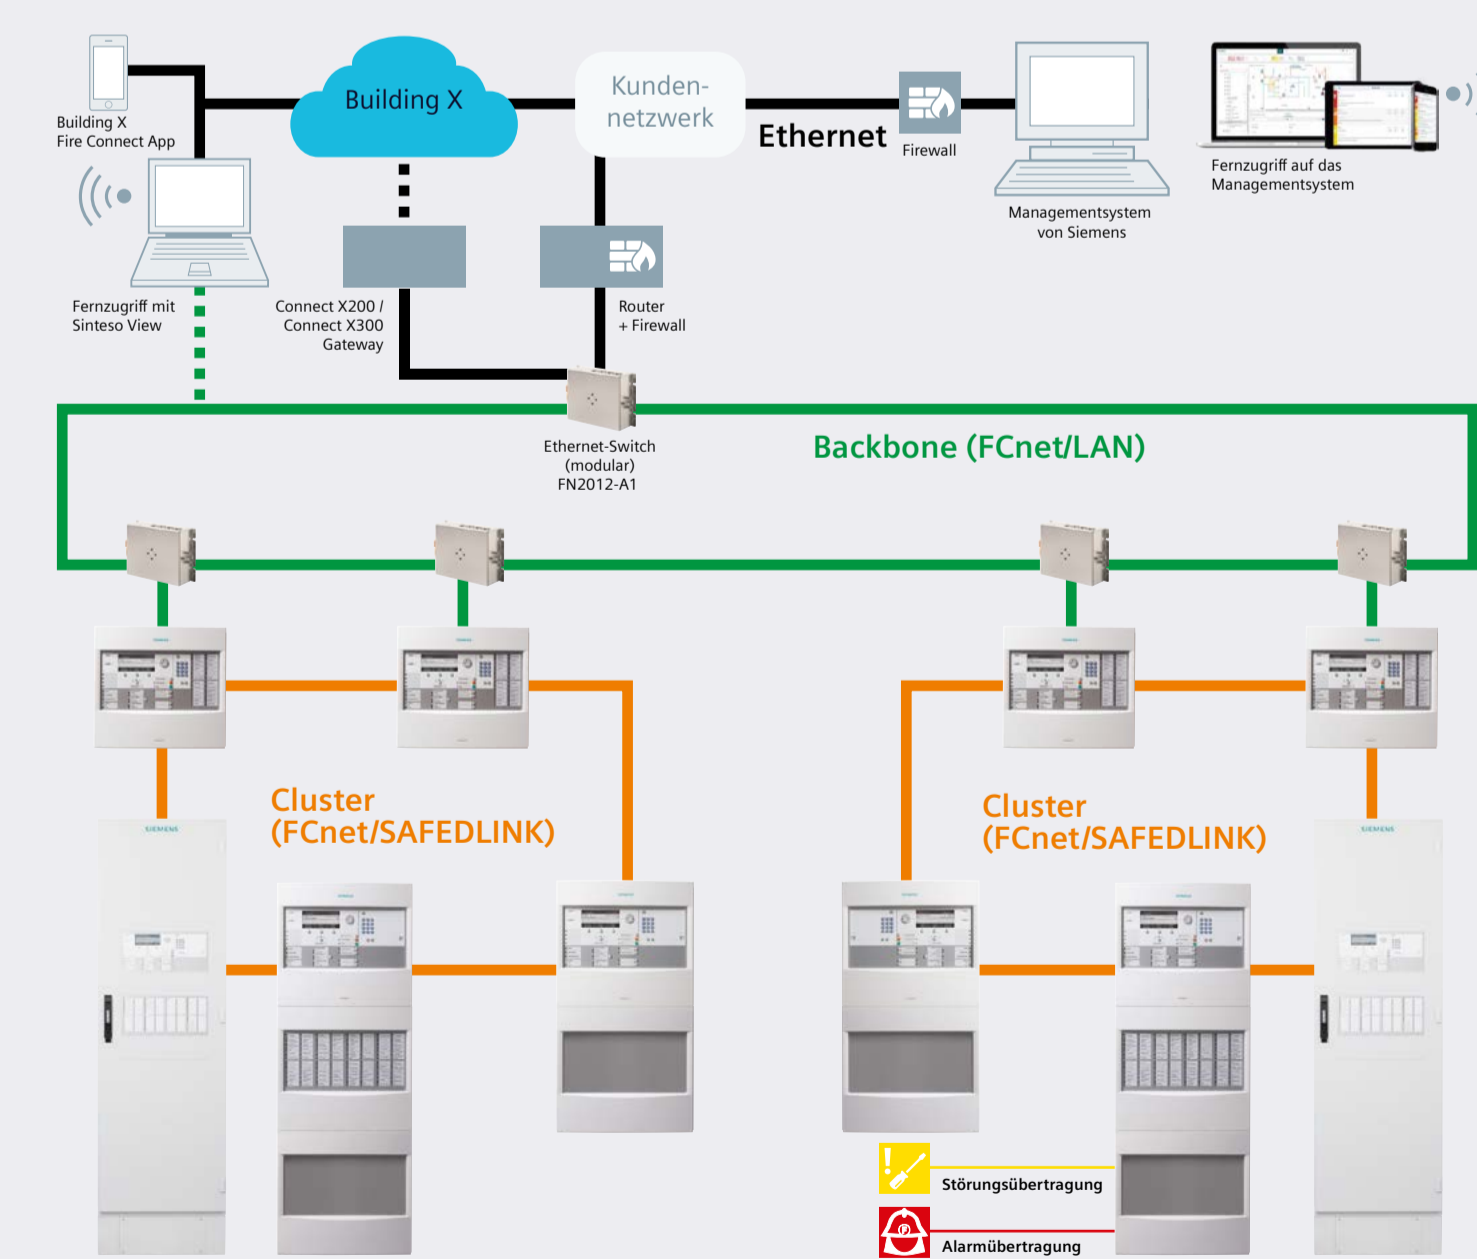 Building X
Fire Connect App
Building X
Kunden-
netzwerk
Ethernet
Firewall
Managementsystem
von Siemens
Fernzugriff auf das
Managementsystem
Fernzugriff mit
Sinteso View
Connect X200 /
Connect X300
Gateway
Router
+ Firewall
Ethernet-Switch
(modular)
FN2012-A1
Backbone (FCnet/LAN)
Cluster
(FCnet/SAFEDLINK)
Cluster
(FCnet/SAFEDLINK)
SIEMENS
SIEMENS
Störungsübertragung
Alarmübertragung